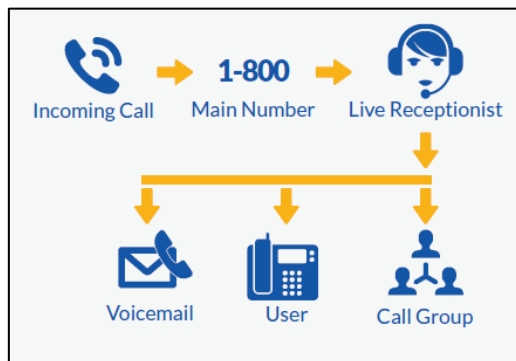 1-800
Incoming Call
Main Number
Live Receptionist
Voicemail
User
Call Group